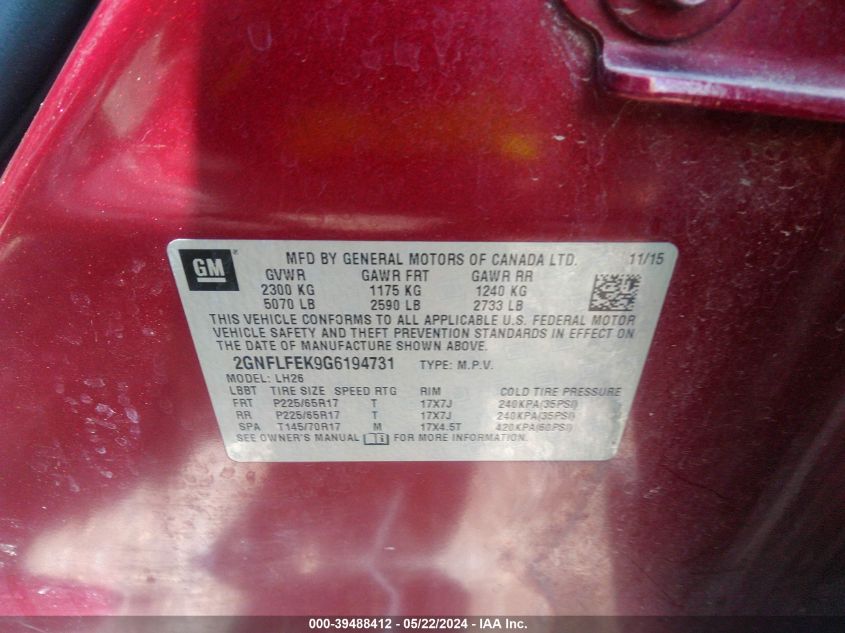 GM MFD BY GENERAL MOTORS OF CANADA LTD. 11/15
GVWR GAWR FRT GAWR RR
2300 KG 1175 KG 1240 KG
5070 LB 2590 LB 2733 LB
THIS VEHICLE CONFORMS TO ALL APPLICABLE U.S. FEDERAL MOTOR
VEHICLE SAFETY AND THEFT PREVENTION STANDARDS IN EFFECT ON
THE DATE OF MANUFACTURE SHOWN ABOVE.
2GNFLFEK9G6194731 TYPE: M.P.V.
MODEL: LH26
LBBT TIRE SIZE SPEED RTG RIM COLD TIRE PRESSURE
FRT P225/65R17 T 17X7J 240KPA(35PSI)
RR P225/65R17 T 17X7J 240KPA(35PSI)
SPA T145/70R17 M 17X4.5T 420KPA(60PSI)
SEE OWNER'S MANUAL FOR MORE INFORMATION.
000-39488412 - 05/22/2024 - IAA Inc.